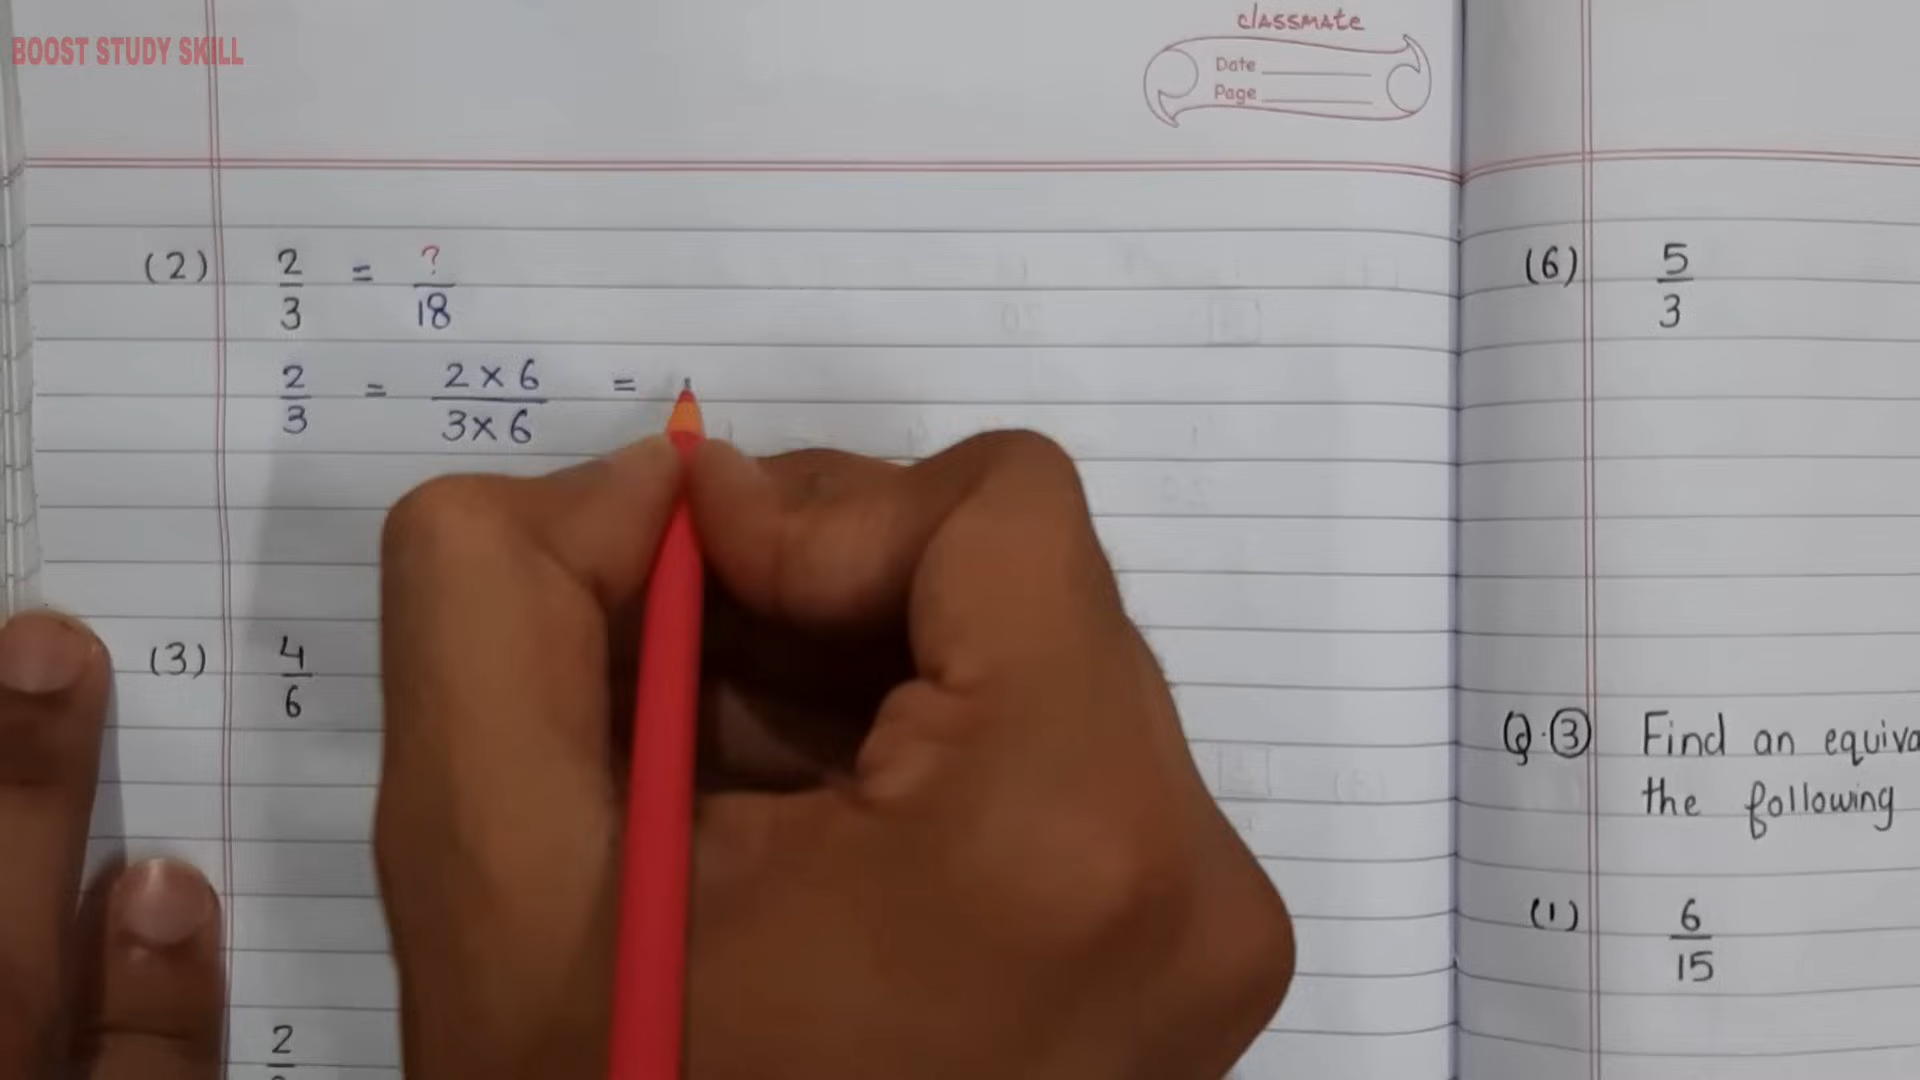 BOOST STUDY SKILL
classmate
Date
Page
(2) 2/3 = ?/18
2/3 = 2 × 6 / 3 × 6 =
(3) 4/6
2
(6) 5/3
Q.③ Find an equiva
the following
(1) 6/15